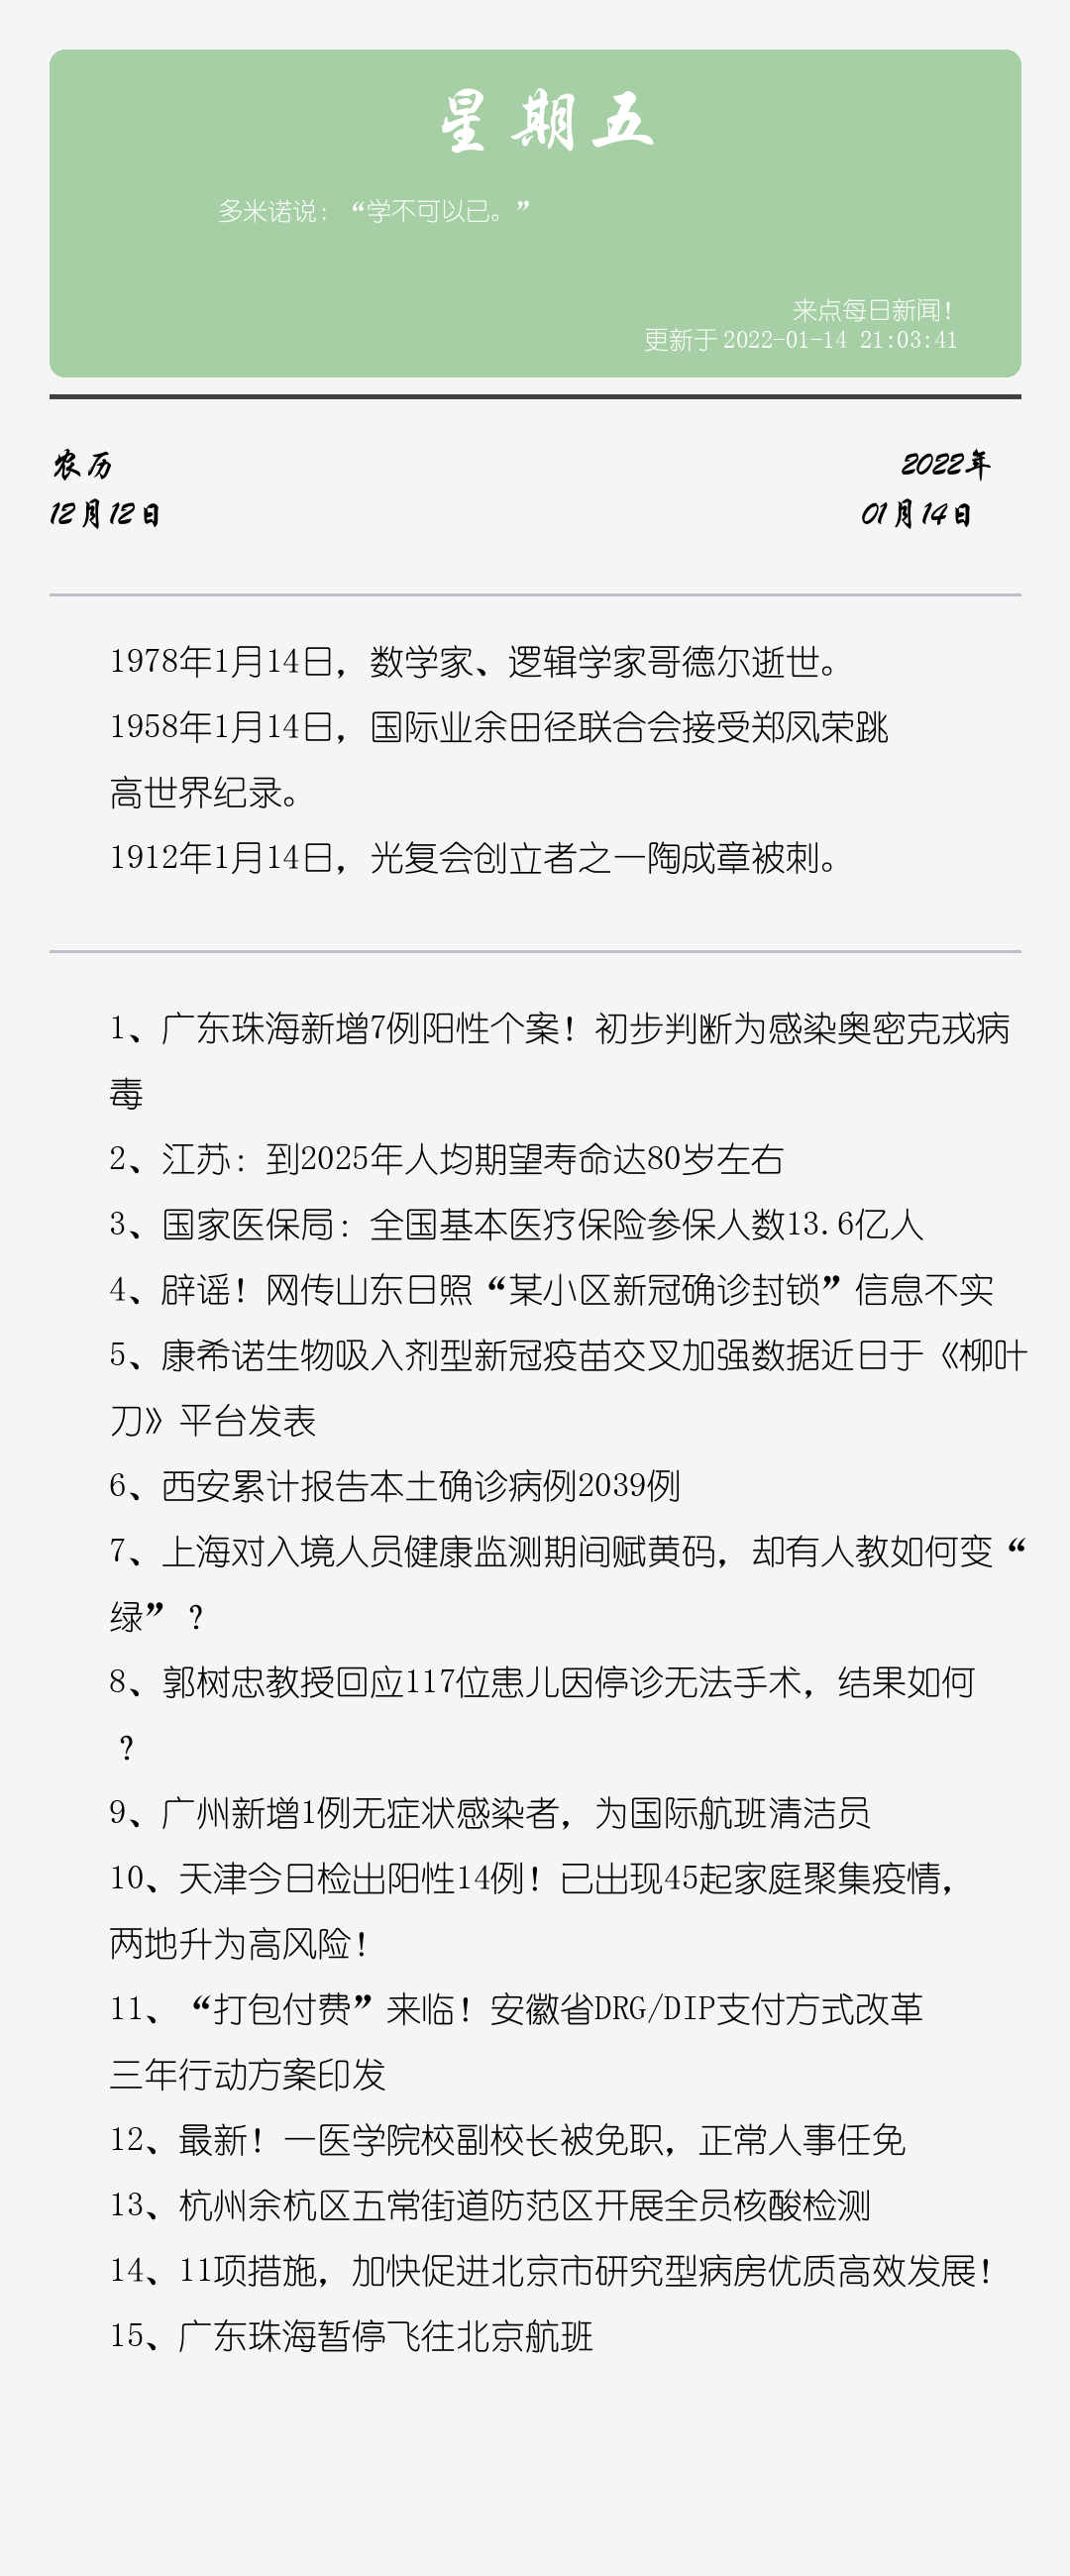 星期五
多米诺说：“学不可以已。”
来点每日新闻！
更新于 2022-01-14 21:03:41
农历
12月12日
2022年
01月14日
1978年1月14日，数学家、逻辑学家哥德尔逝世。
1958年1月14日，国际业余田径联合会接受郑凤荣跳
高世界纪录。
1912年1月14日，光复会创立者之一陶成章被刺。
1、广东珠海新增7例阳性个案！初步判断为感染奥密克戎病
毒
2、江苏：到2025年人均期望寿命达80岁左右
3、国家医保局：全国基本医疗保险参保人数13.6亿人
4、辟谣！网传山东日照“某小区新冠确诊封锁”信息不实
5、康希诺生物吸入剂型新冠疫苗交叉加强数据近日于《柳叶
刀》平台发表
6、西安累计报告本土确诊病例2039例
7、上海对入境人员健康监测期间赋黄码，却有人教如何变“
绿”？
8、郭树忠教授回应117位患儿因停诊无法手术，结果如何
？
9、广州新增1例无症状感染者，为国际航班清洁员
10、天津今日检出阳性14例！已出现45起家庭聚集疫情，
两地升为高风险！
11、“打包付费”来临！安徽省DRG/DIP支付方式改革
三年行动方案印发
12、最新！一医学院校副校长被免职，正常人事任免
13、杭州余杭区五常街道防范区开展全员核酸检测
14、11项措施，加快促进北京市研究型病房优质高效发展！
15、广东珠海暂停飞往北京航班